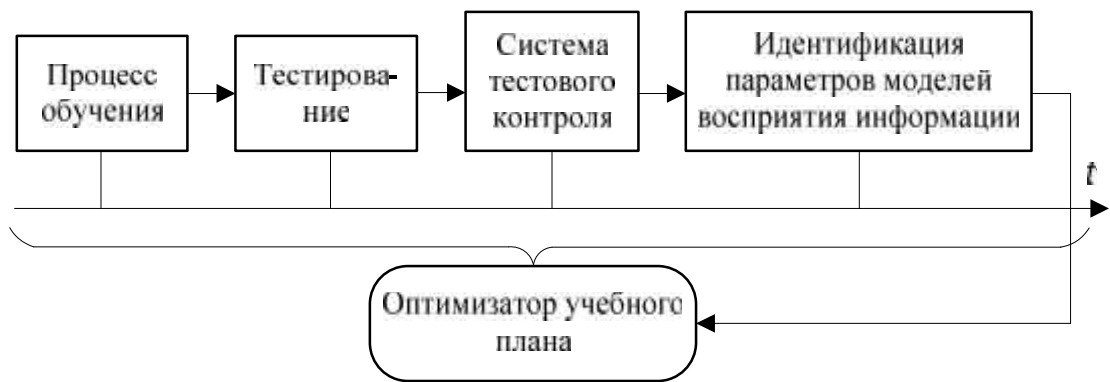 Процесс
обучения
Тестирова-
ние
Система
тестового
контроля
Идентификация
параметров моделей
восприятия информации
t
Оптимизатор учебного
плана